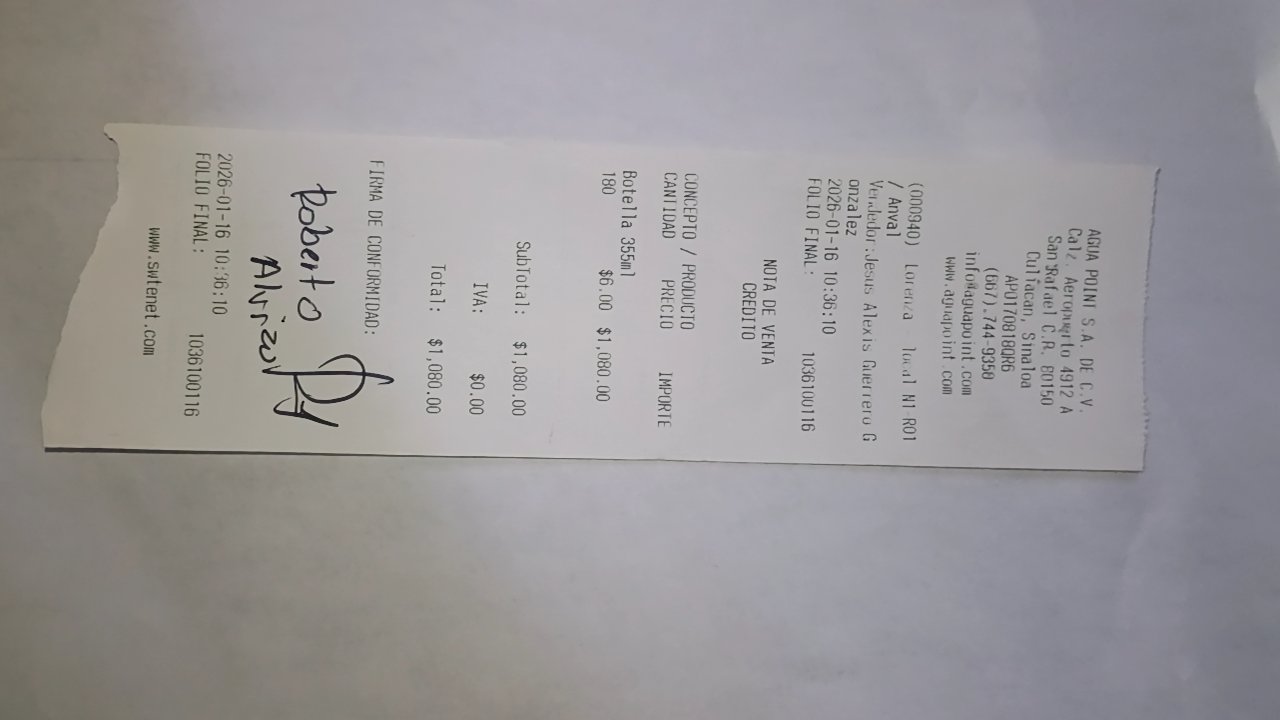 AGUA POINT S.A. DE C.V.
Calz. Aeropuerto 4912 A
San Rafael C.R. 80150
Culiacan, Sinaloa
APO170818QR6
(667).744-9350
info@aguapoint.com
www.aguapoint.com
(000940) Lorenza local N1-R01
/ Anval
Vendedor:Jesus Alexis Guerrero G
onzalez
2026-01-16 10:36:10
FOLIO FINAL: 1036100116
NOTA DE VENTA
CREDITO
CONCEPTO / PRODUCTO
CANTIDAD PRECIO IMPORTE
Botella 355ml
180 $6.00 $1,080.00
SubTotal: $1,080.00
IVA: $0.00
Total: $1,080.00
FIRMA DE CONFORMIDAD:
Roberto
2026-01-16 10:36:10
FOLIO FINAL: 1036100116
www.swtenet.com